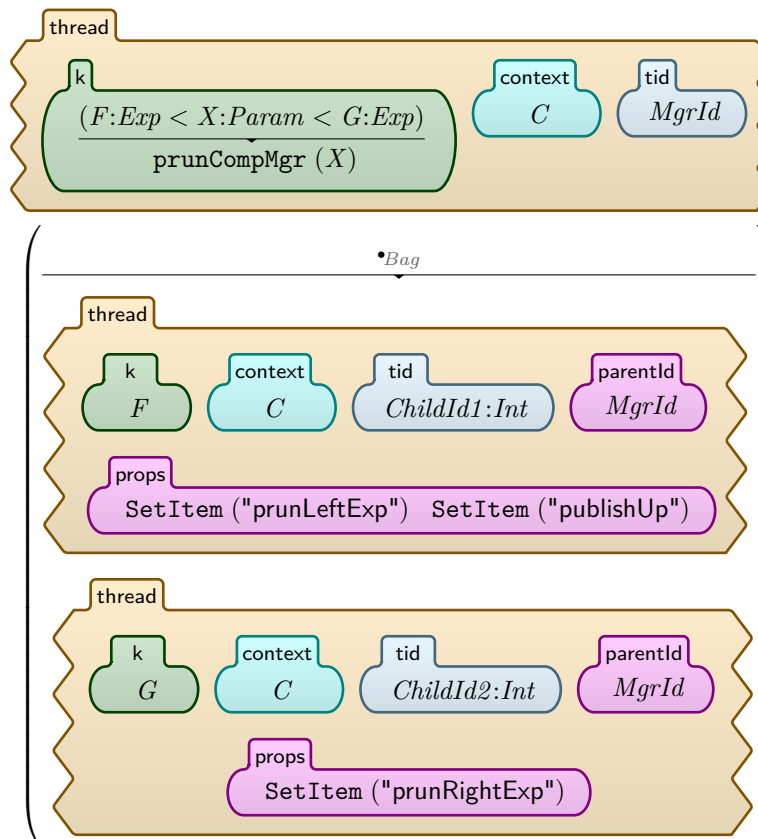 thread
k context tid
(F:Exp < X:Param < G:Exp) C MgrId
prunCompMgr (X)
•Bag
thread
k context tid parentId
F C ChildId1:Int MgrId
props
SetItem ("prunLeftExp") SetItem ("publishUp")
thread
k context tid parentId
G C ChildId2:Int MgrId
props
SetItem ("prunRightExp")